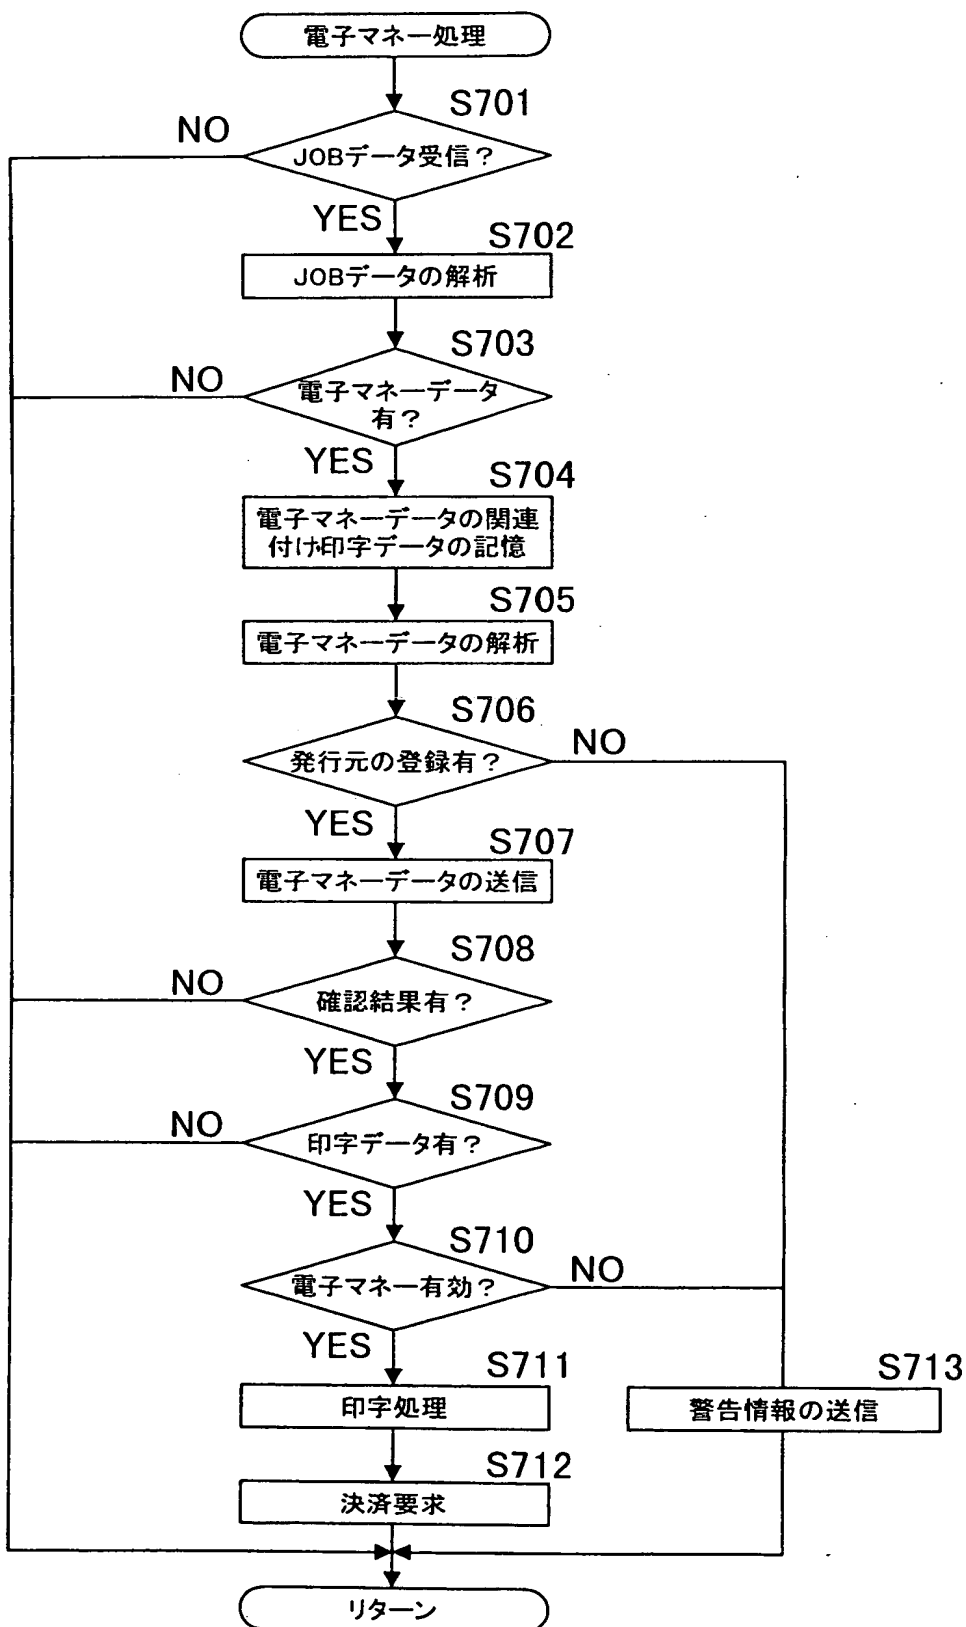 電子マネー処理
S701
NO
JOBデータ受信？
YES
S702
JOBデータの解析
S703
NO
電子マネーデータ
有？
YES
S704
電子マネーデータの関連
付け印字データの記憶
S705
電子マネーデータの解析
S706
発行元の登録有？
NO
YES
S707
電子マネーデータの送信
S708
NO
確認結果有？
YES
S709
NO
印字データ有？
YES
S710
電子マネー有効？
NO
YES
S711
印字処理
S713
警告情報の送信
S712
決済要求
リターン